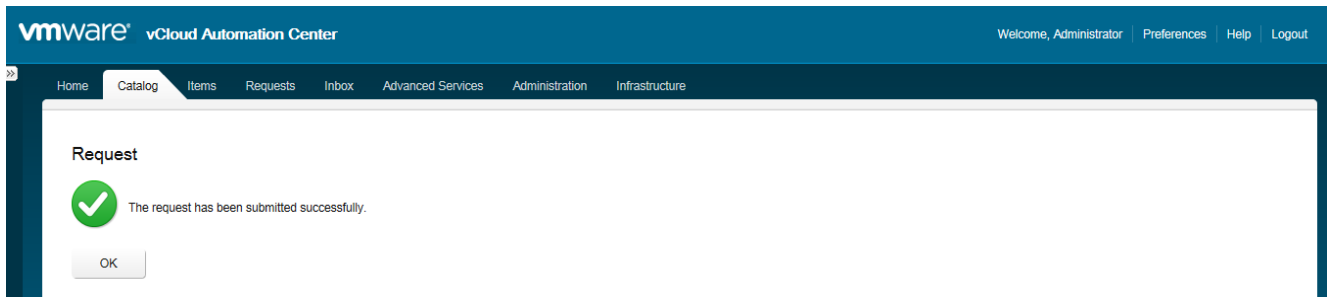 vmware® vCloud Automation Center
Welcome, Administrator Preferences Help Logout
Home Catalog Items Requests Inbox Advanced Services Administration Infrastructure
Request
The request has been submitted successfully.
OK